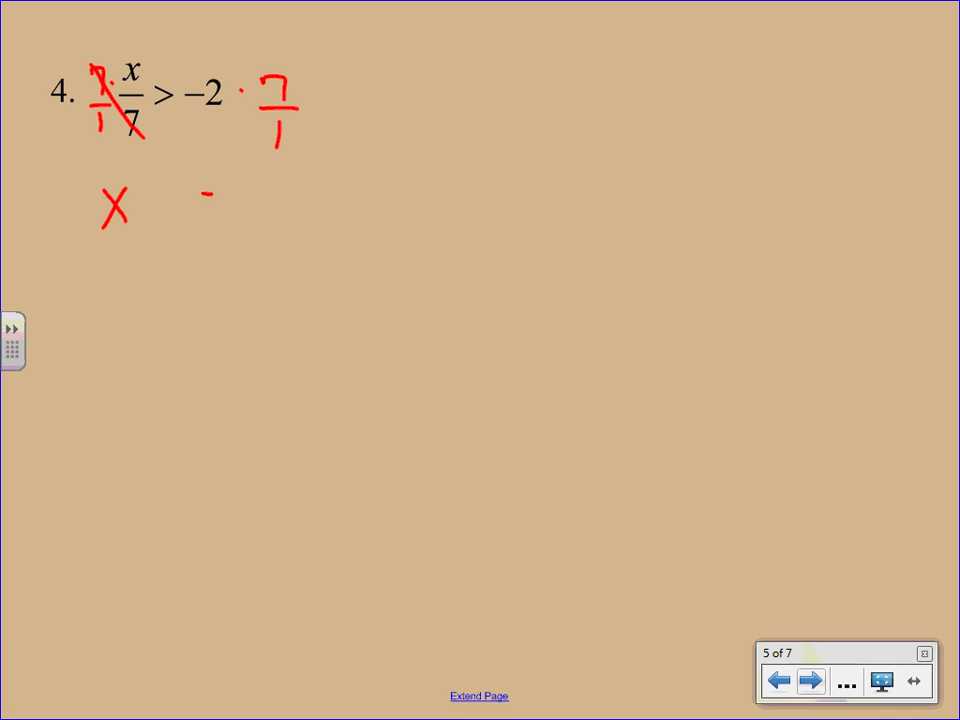 4. 7/1 · x/7 > −2 · 7/1
x -
5 of 7
...
Extend Page